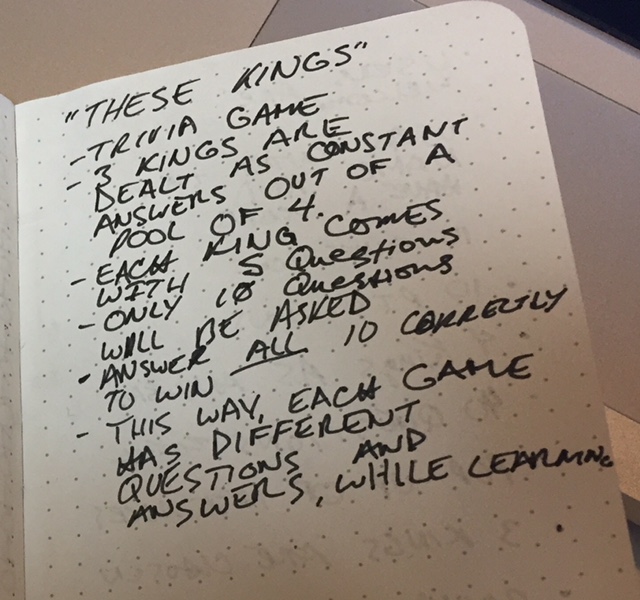 "THESE KINGS"
- TRIVIA GAME
- 3 KINGS ARE
DEALT AS CONSTANT
ANSWERS OUT OF A
POOL OF 4.
- EACH KING COMES
WITH 5 Questions
- ONLY 10 Questions
WILL BE ASKED
- ANSWER ALL 10 CORRECTLY
TO WIN
- THIS WAY, EACH GAME
HAS DIFFERENT
QUESTIONS AND
ANSWERS, WHILE LEARNING